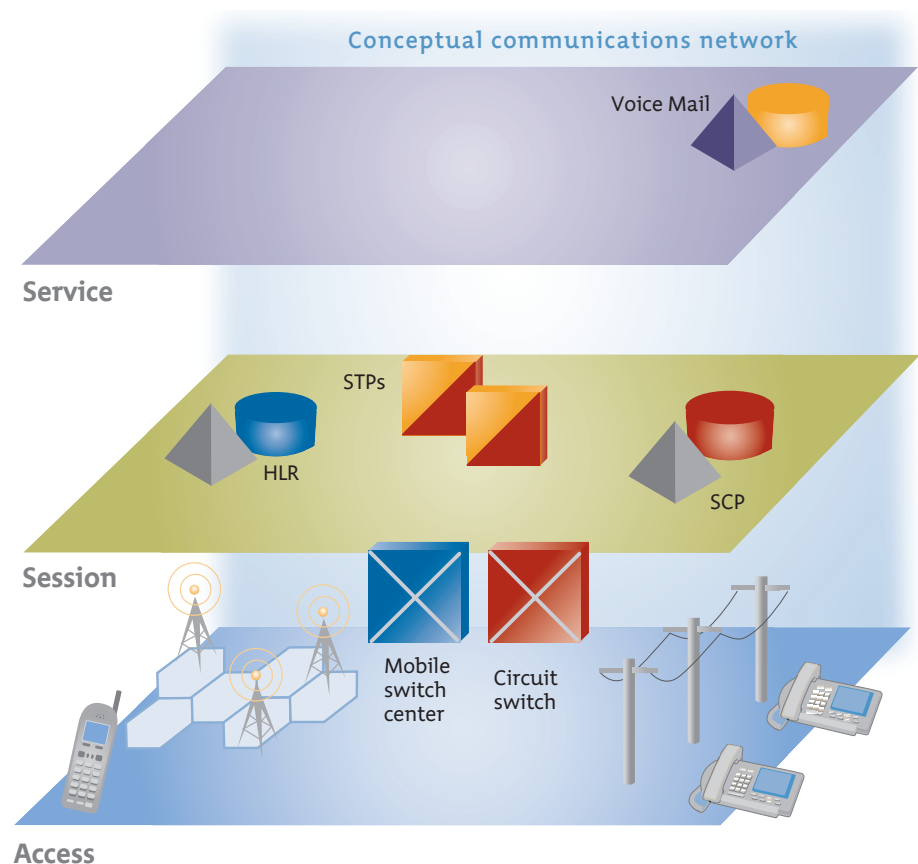 Conceptual communications network
Voice Mail
Service
STPs
HLR
SCP
Session
Mobile
switch
center
Circuit
switch
Access